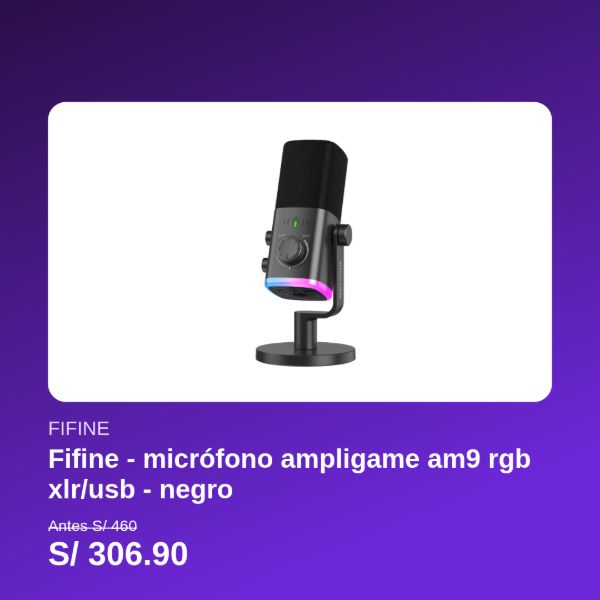 FIFINE
Fifine - micrófono ampligame am9 rgb
xlr/usb - negro
Antes S/ 460
S/ 306.90